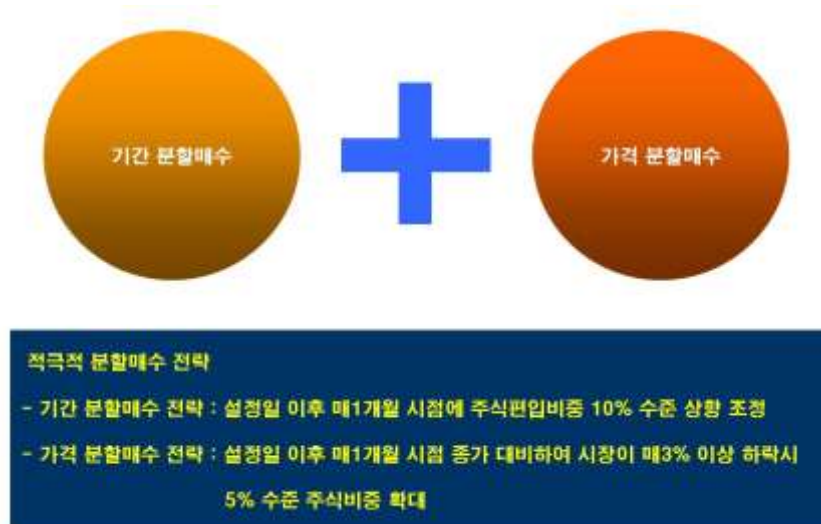 기간 분할매수
가격 분할매수
적극적 분할매수 전략
- 기간 분할매수 전략 : 설정일 이후 매1개월 시점에 주식편입비중 10% 수준 상향 조정
- 가격 분할매수 전략 : 설정일 이후 매1개월 시점 종가 대비하여 시장이 매3% 이상 하락시
5% 수준 주식비중 확대